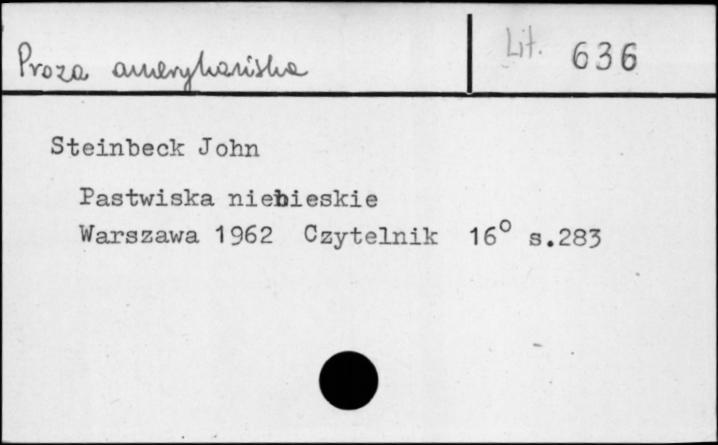 Proza amerykańska
Lit. 636
Steinbeck John
Pastwiska niebieskie
Warszawa 1962 Czytelnik 16° s.283